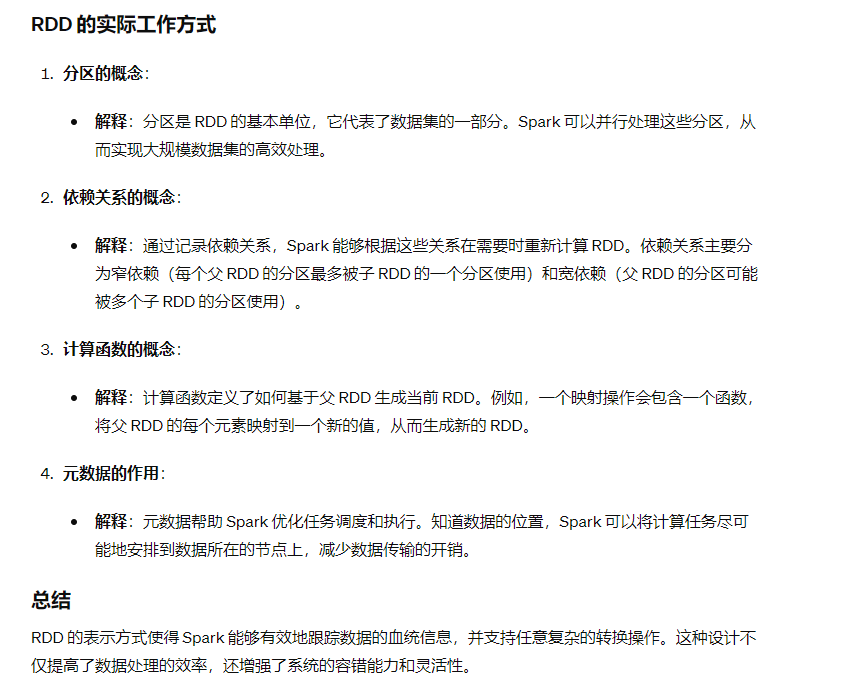 RDD 的实际工作方式
1. 分区的概念：
• 解释：分区是 RDD 的基本单位，它代表了数据集的一部分。Spark 可以并行处理这些分区，从
而实现大规模数据集的高效处理。
2. 依赖关系的概念：
• 解释：通过记录依赖关系，Spark 能够根据这些关系在需要时重新计算 RDD。依赖关系主要分
为窄依赖（每个父 RDD 的分区最多被子 RDD 的一个分区使用）和宽依赖（父 RDD 的分区可能
被多个子 RDD 的分区使用）。
3. 计算函数的概念：
• 解释：计算函数定义了如何基于父 RDD 生成当前 RDD。例如，一个映射操作会包含一个函数，
将父 RDD 的每个元素映射到一个新的值，从而生成新的 RDD。
4. 元数据的作用：
• 解释：元数据帮助 Spark 优化任务调度和执行。知道数据的位置，Spark 可以将计算任务尽可
能地安排到数据所在的节点上，减少数据传输的开销。
总结
RDD 的表示方式使得 Spark 能够有效地跟踪数据的血统信息，并支持任意复杂的转换操作。这种设计不
仅提高了数据处理的效率，还增强了系统的容错能力和灵活性。